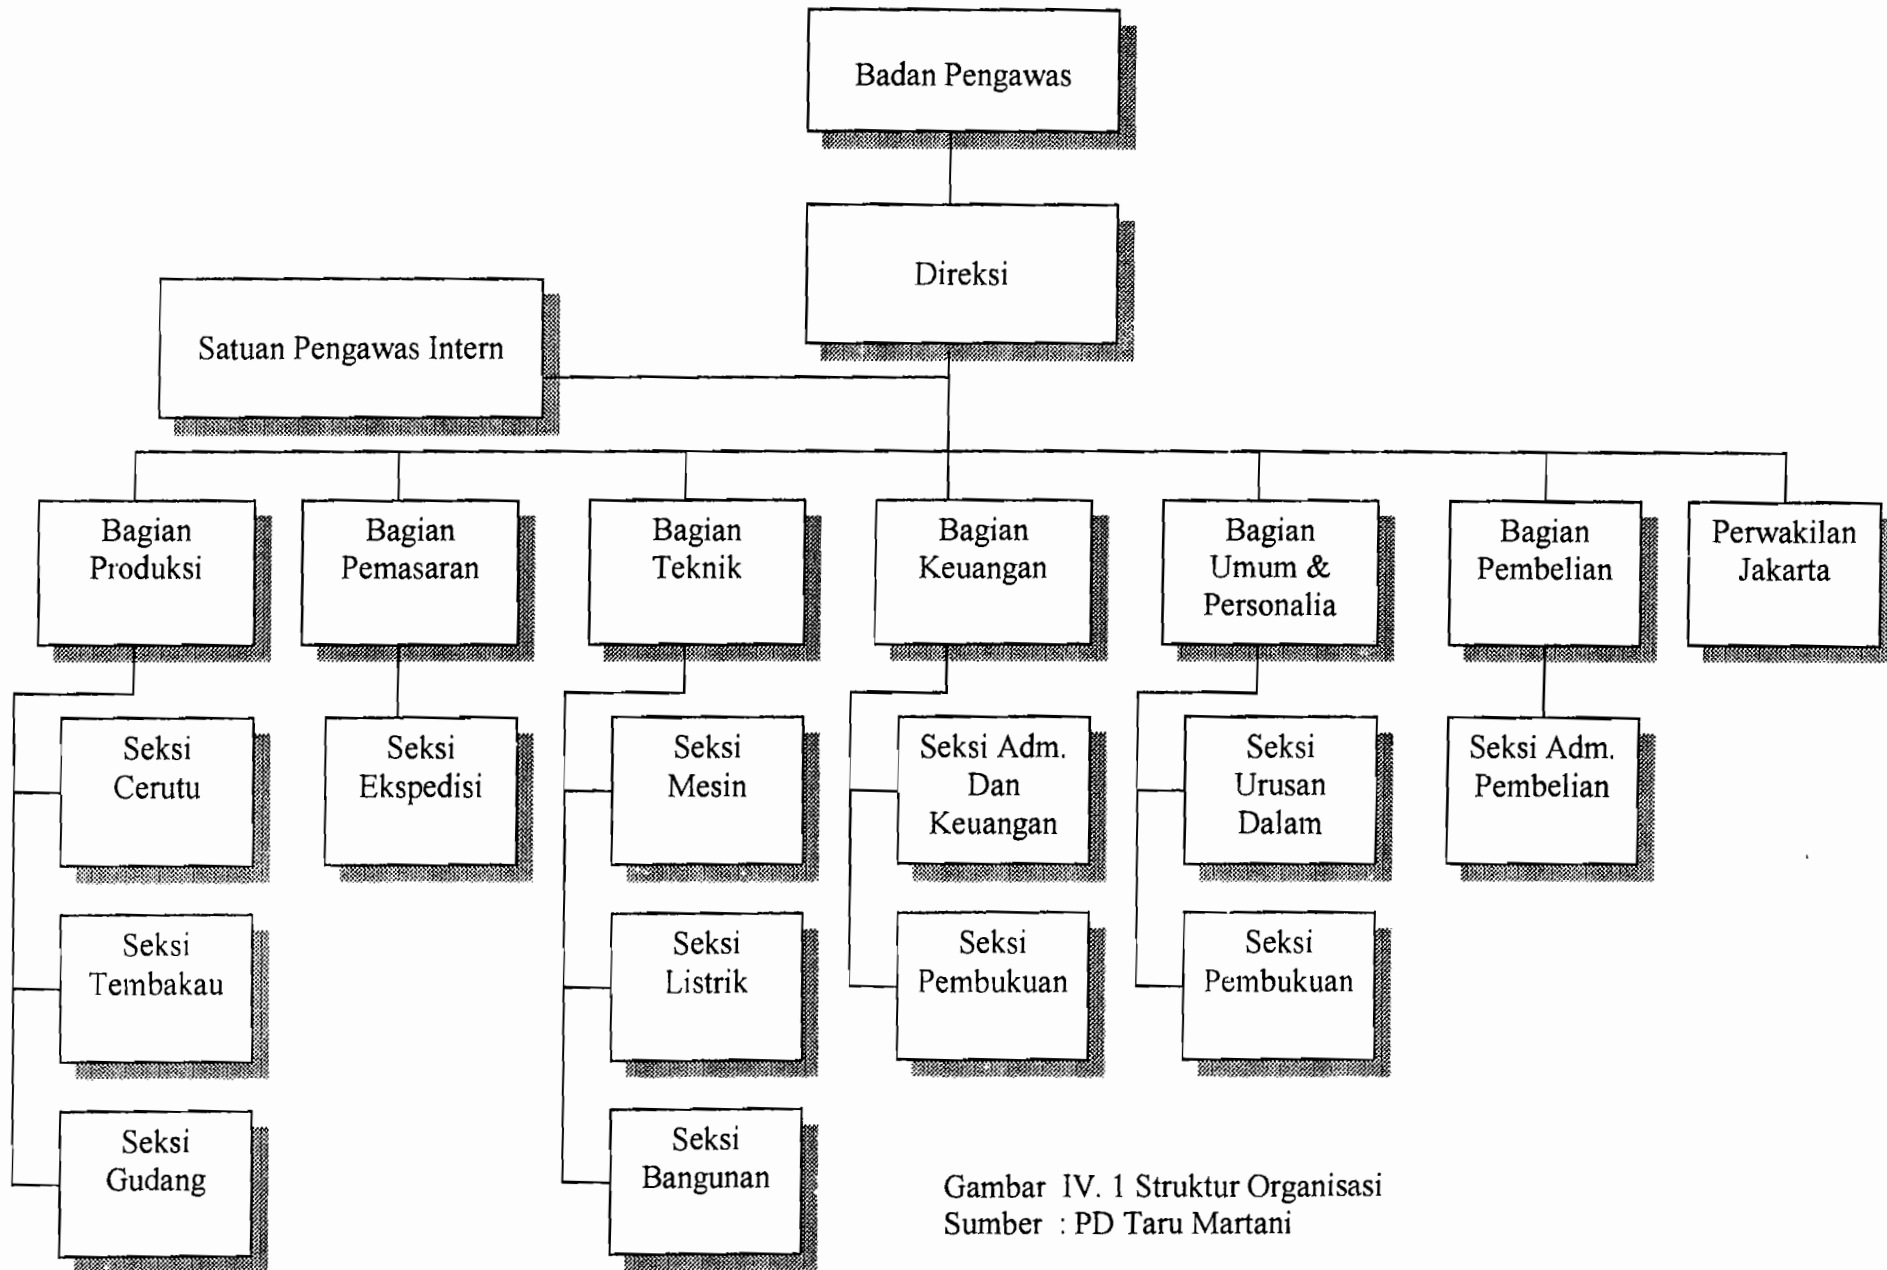 Badan Pengawas
Direksi
Satuan Pengawas Intern
Bagian
Produksi
Bagian
Pemasaran
Bagian
Teknik
Bagian
Keuangan
Bagian
Umum &
Personalia
Bagian
Pembelian
Perwakilan
Jakarta
Seksi
Cerutu
Seksi
Ekspedisi
Seksi
Mesin
Seksi Adm.
Dan
Keuangan
Seksi
Urusan
Dalam
Seksi Adm.
Pembelian
Seksi
Tembakau
Seksi
Listrik
Seksi
Pembukuan
Seksi
Pembukuan
Seksi
Gudang
Seksi
Bangunan
Gambar IV. 1 Struktur Organisasi
Sumber : PD Taru Martani